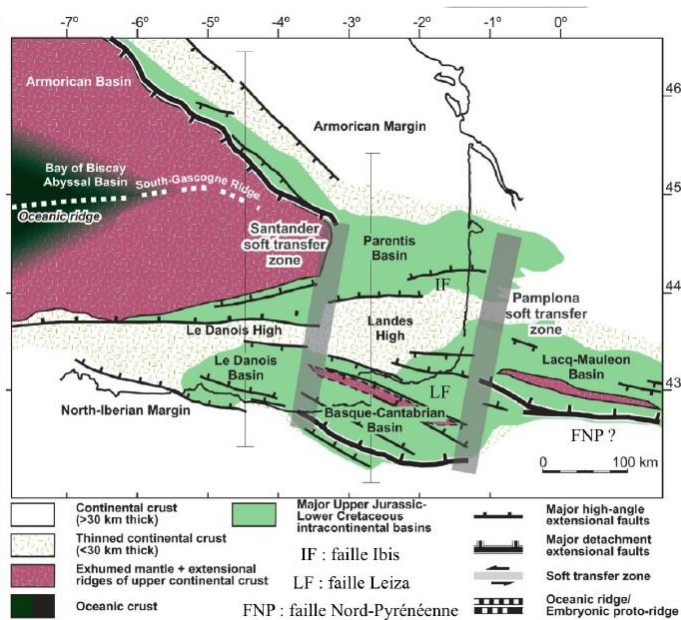 -7° -6° -5° -4° -3° -2° -1° 0°
Armorican Basin
46
Armorican Margin
Bay of Biscay
Abyssal Basin
South-Gascogne Ridge
45
Oceanic ridge
Santander
soft transfer
zone
Parentis
Basin
IF
44
Pamplona
soft transfer
zone
Le Danois High
Landes
High
Le Danois
Basin
Lacq-Mauleon
Basin
43
LF
North-Iberian Margin
Basque-Cantabrian
Basin
FNP ?
0 100 km
Continental crust
(>30 km thick)
Thinned continental crust
(<30 km thick)
Exhumed mantle + extensional
ridges of upper continental crust
Oceanic crust
Major Upper Jurassic-
Lower Cretaceous
intracontinental basins
IF : faille Ibis
LF : faille Leiza
FNP : faille Nord-Pyrénéenne
Major high-angle
extensional faults
Major detachment
extensional faults
Soft transfer zone
Oceanic ridge/
Embryonic proto-ridge